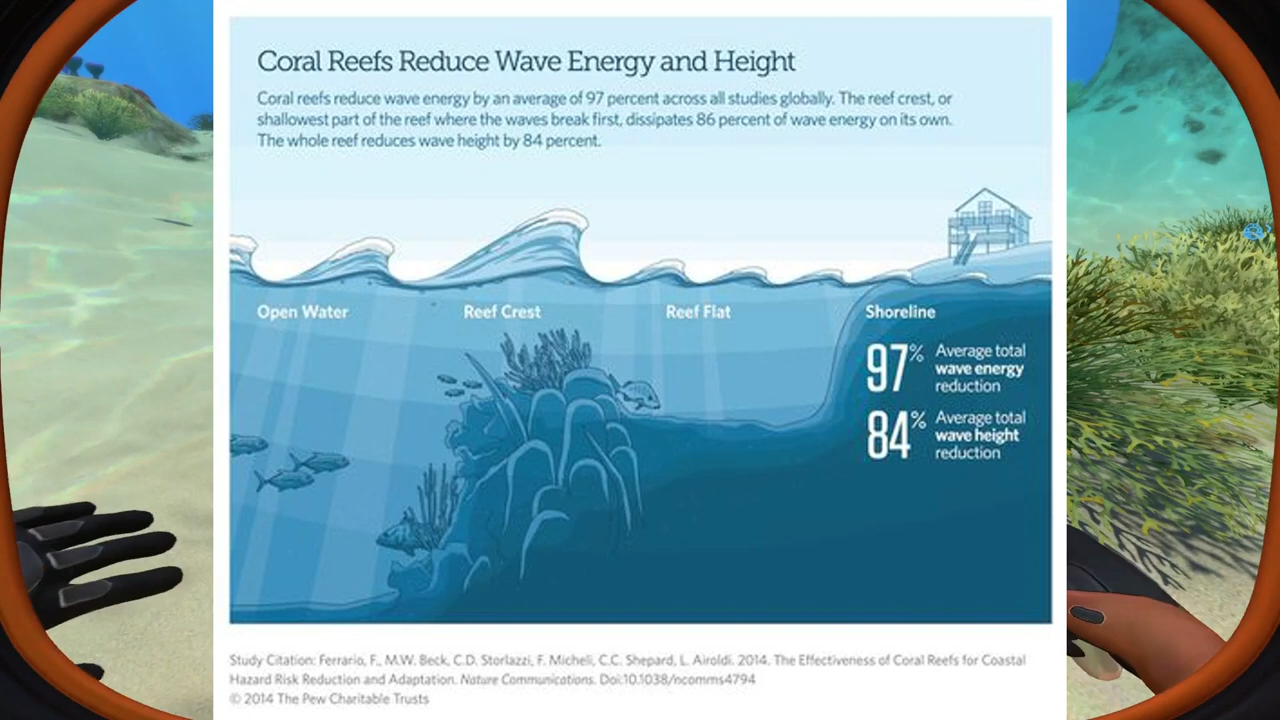 Coral Reefs Reduce Wave Energy and Height
Coral reefs reduce wave energy by an average of 97 percent across all studies globally. The reef crest, or
shallowest part of the reef where the waves break first, dissipates 86 percent of wave energy on its own.
The whole reef reduces wave height by 84 percent.
Open Water
Reef Crest
Reef Flat
Shoreline
97% Average total
wave energy
reduction
84% Average total
wave height
reduction
Study Citation: Ferrario, F., M.W. Beck, C.D. Storlazzi, F. Micheli, C.C. Shepard, L. Airoldi. 2014. The Effectiveness of Coral Reefs for Coastal
Hazard Risk Reduction and Adaptation. Nature Communications. Doi:10.1038/ncomms4794
© 2014 The Pew Charitable Trusts